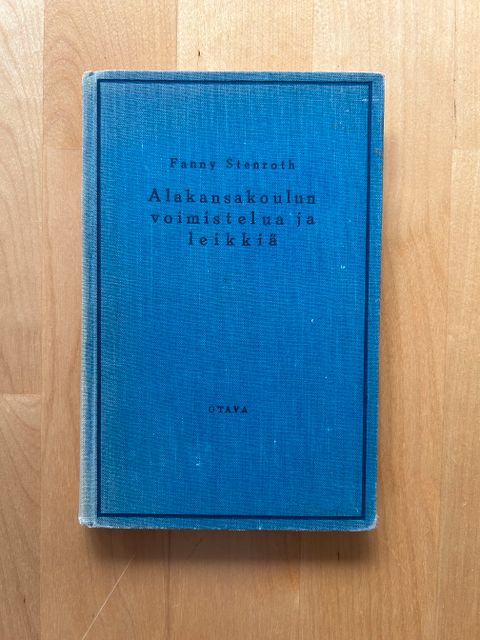 Fanny Stenroth
Alakansakoulun
voimistelua ja
leikkiä
OTAVA